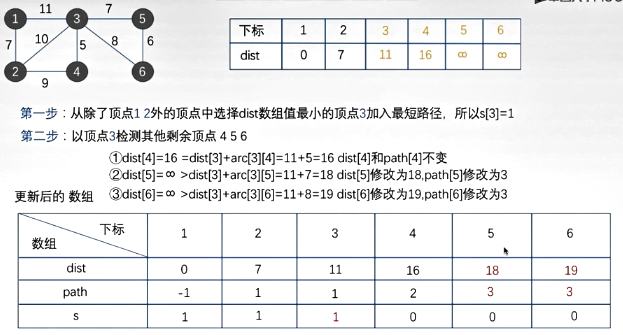 11 7
1 3 5
7 10 5 8 6
2 4 6
9
下标 1 2 3 4 5 6
dist 0 7 11 16 ∞ ∞
第一步：从除了顶点1 2外的顶点中选择dist数组值最小的顶点3加入最短路径，所以s[3]=1
第二步：以顶点3检测其他剩余顶点 4 5 6
①dist[4]=16 =dist[3]+arc[3][4]=11+5=16 dist[4]和path[4]不变
②dist[5]=∞ >dist[3]+arc[3][5]=11+7=18 dist[5]修改为18,path[5]修改为3
③dist[6]=∞ >dist[3]+arc[3][6]=11+8=19 dist[6]修改为19,path[6]修改为3
更新后的 数组
下标 1 2 3 4 5 6
数组
dist 0 7 11 16 18 19
path -1 1 1 2 3 3
s 1 1 1 0 0 0